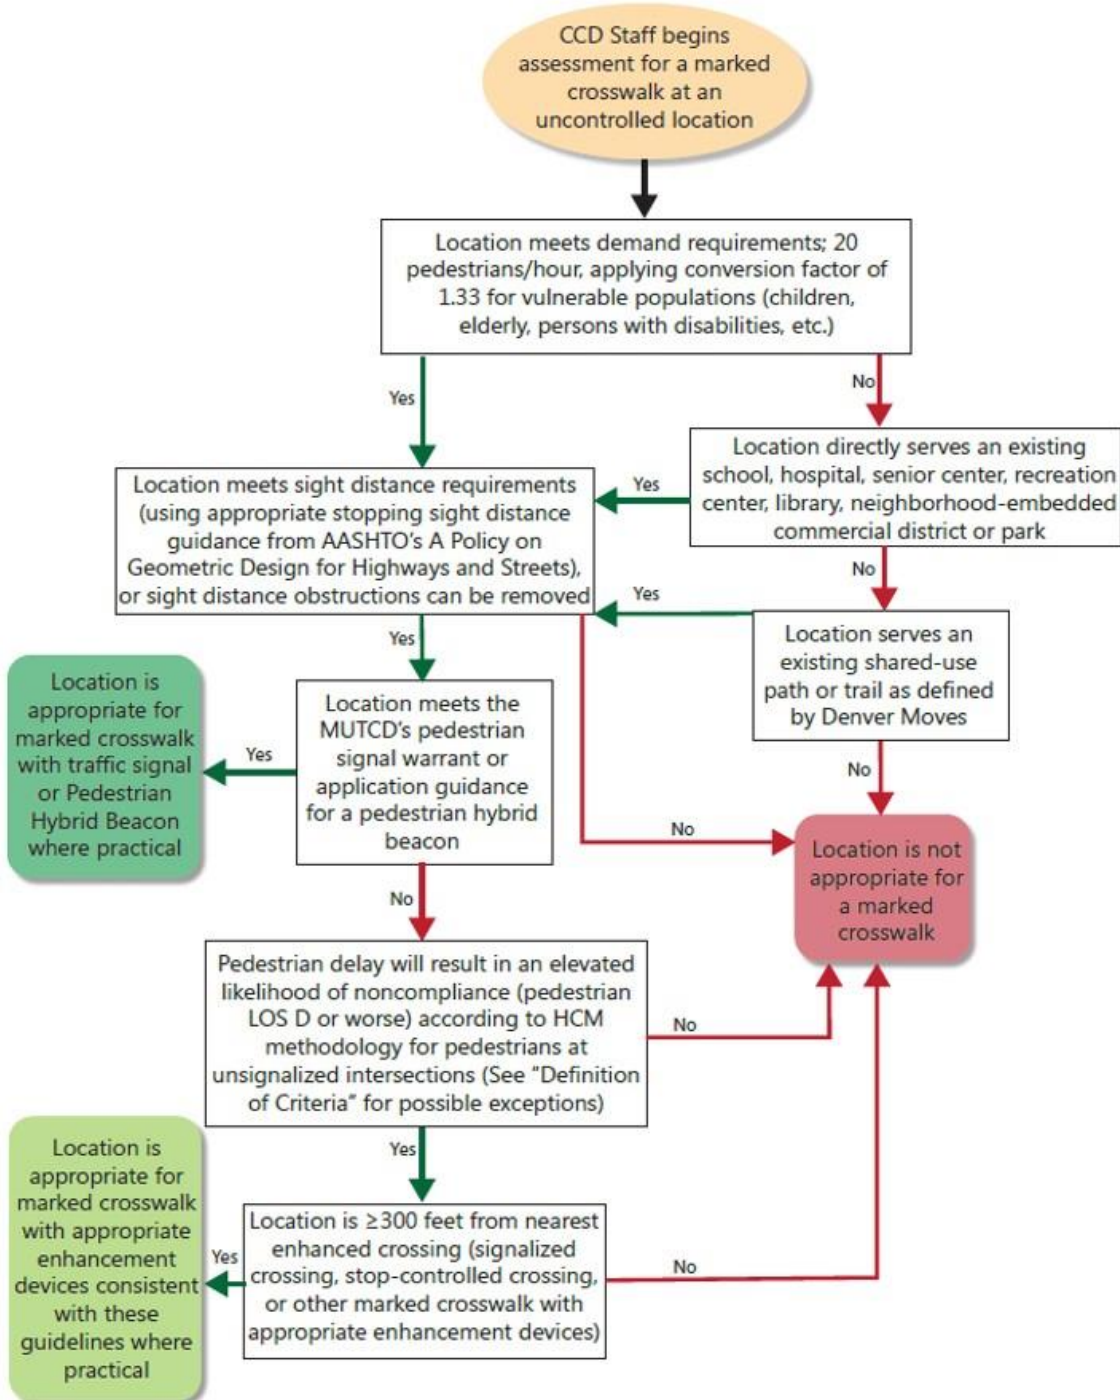 CCD Staff begins
assessment for a marked
crosswalk at an
uncontrolled location
Location meets demand requirements; 20
pedestrians/hour, applying conversion factor of
1.33 for vulnerable populations (children,
elderly, persons with disabilities, etc.)
Yes
No
Location directly serves an existing
school, hospital, senior center, recreation
center, library, neighborhood-embedded
commercial district or park
Yes
Location meets sight distance requirements
(using appropriate stopping sight distance
guidance from AASHTO's A Policy on
Geometric Design for Highways and Streets),
or sight distance obstructions can be removed
No
Yes
Location serves an
existing shared-use
path or trail as defined
by Denver Moves
Yes
Location is
appropriate for
marked crosswalk
with traffic signal
or Pedestrian
Hybrid Beacon
where practical
Yes
Location meets the
MUTCD's pedestrian
signal warrant or
application guidance
for a pedestrian hybrid
beacon
No
No
Location is not
appropriate for
a marked
crosswalk
No
Pedestrian delay will result in an elevated
likelihood of noncompliance (pedestrian
LOS D or worse) according to HCM
methodology for pedestrians at
unsignalized intersections (See "Definition
of Criteria" for possible exceptions)
No
Yes
Location is
appropriate for
marked crosswalk
with appropriate
enhancement
devices consistent
with these
guidelines where
practical
Yes
Location is ≥300 feet from nearest
enhanced crossing (signalized
crossing, stop-controlled crossing,
or other marked crosswalk with
appropriate enhancement devices)
No